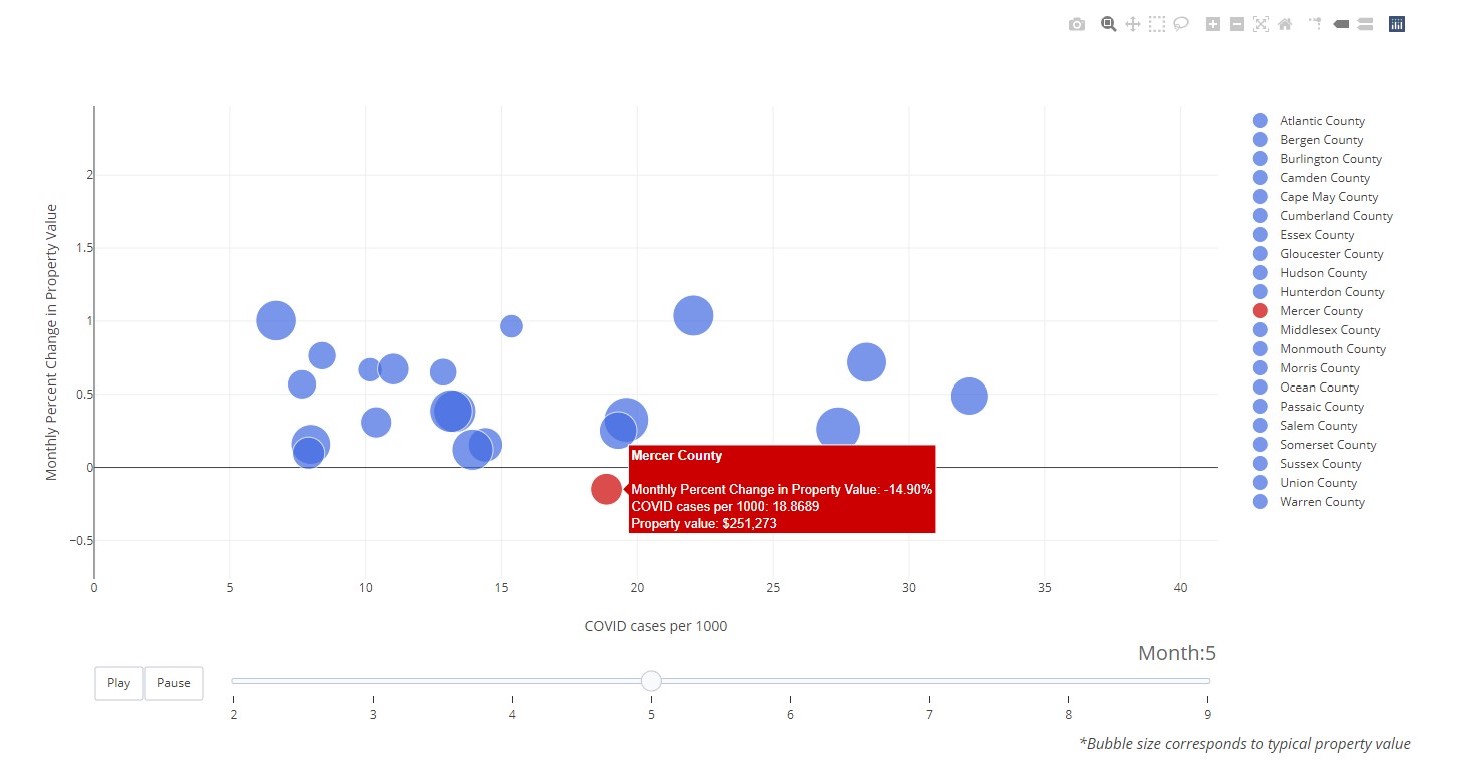 Monthly Percent Change in Property Value
2
1.5
1
0.5
0
−0.5
0 5 10 15 20 25 30 35 40
COVID cases per 1000
Mercer County
Monthly Percent Change in Property Value: -14.90%
COVID cases per 1000: 18.8689
Property value: $251,273
Atlantic County
Bergen County
Burlington County
Camden County
Cape May County
Cumberland County
Essex County
Gloucester County
Hudson County
Hunterdon County
Mercer County
Middlesex County
Monmouth County
Morris County
Ocean County
Passaic County
Salem County
Somerset County
Sussex County
Union County
Warren County
Month:5
Play Pause
2 3 4 5 6 7 8 9
*Bubble size corresponds to typical property value